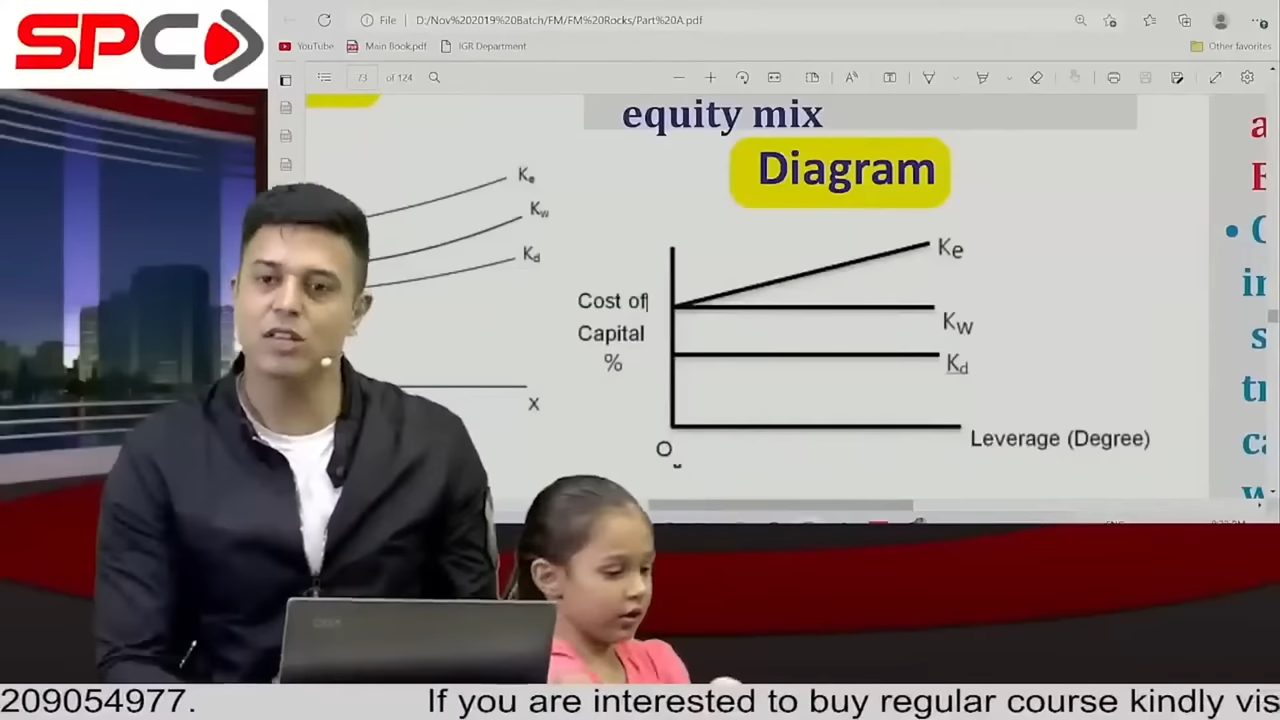 SPC
File D:/Nov%202019%20Batch/FM/FM%20Rocks/Part%20A.pdf
YouTube Main Book.pdf IGR Department Other favorites
73 of 124
equity mix
Diagram
Ke
Kw
Kd
X
Cost of
Capital
%
Ke
Kw
Kd
O
Leverage (Degree)
209054977. If you are interested to buy regular course kindly vis